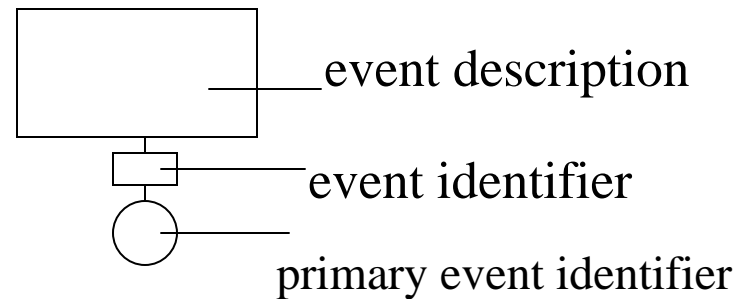 event description
event identifier
primary event identifier